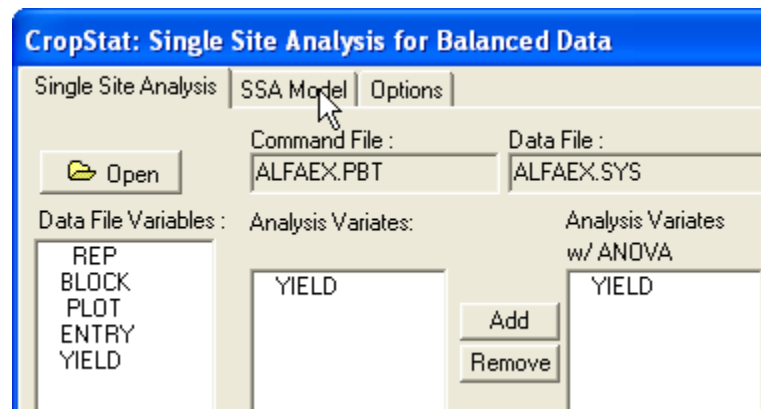 CropStat: Single Site Analysis for Balanced Data
Single Site Analysis SSA Model Options
Command File : Data File :
Open ALFAEX.PBT ALFAEX.SYS
Data File Variables : Analysis Variates: Analysis Variates
w/ ANOVA
REP
BLOCK
PLOT
ENTRY
YIELD
YIELD
Add
Remove
YIELD